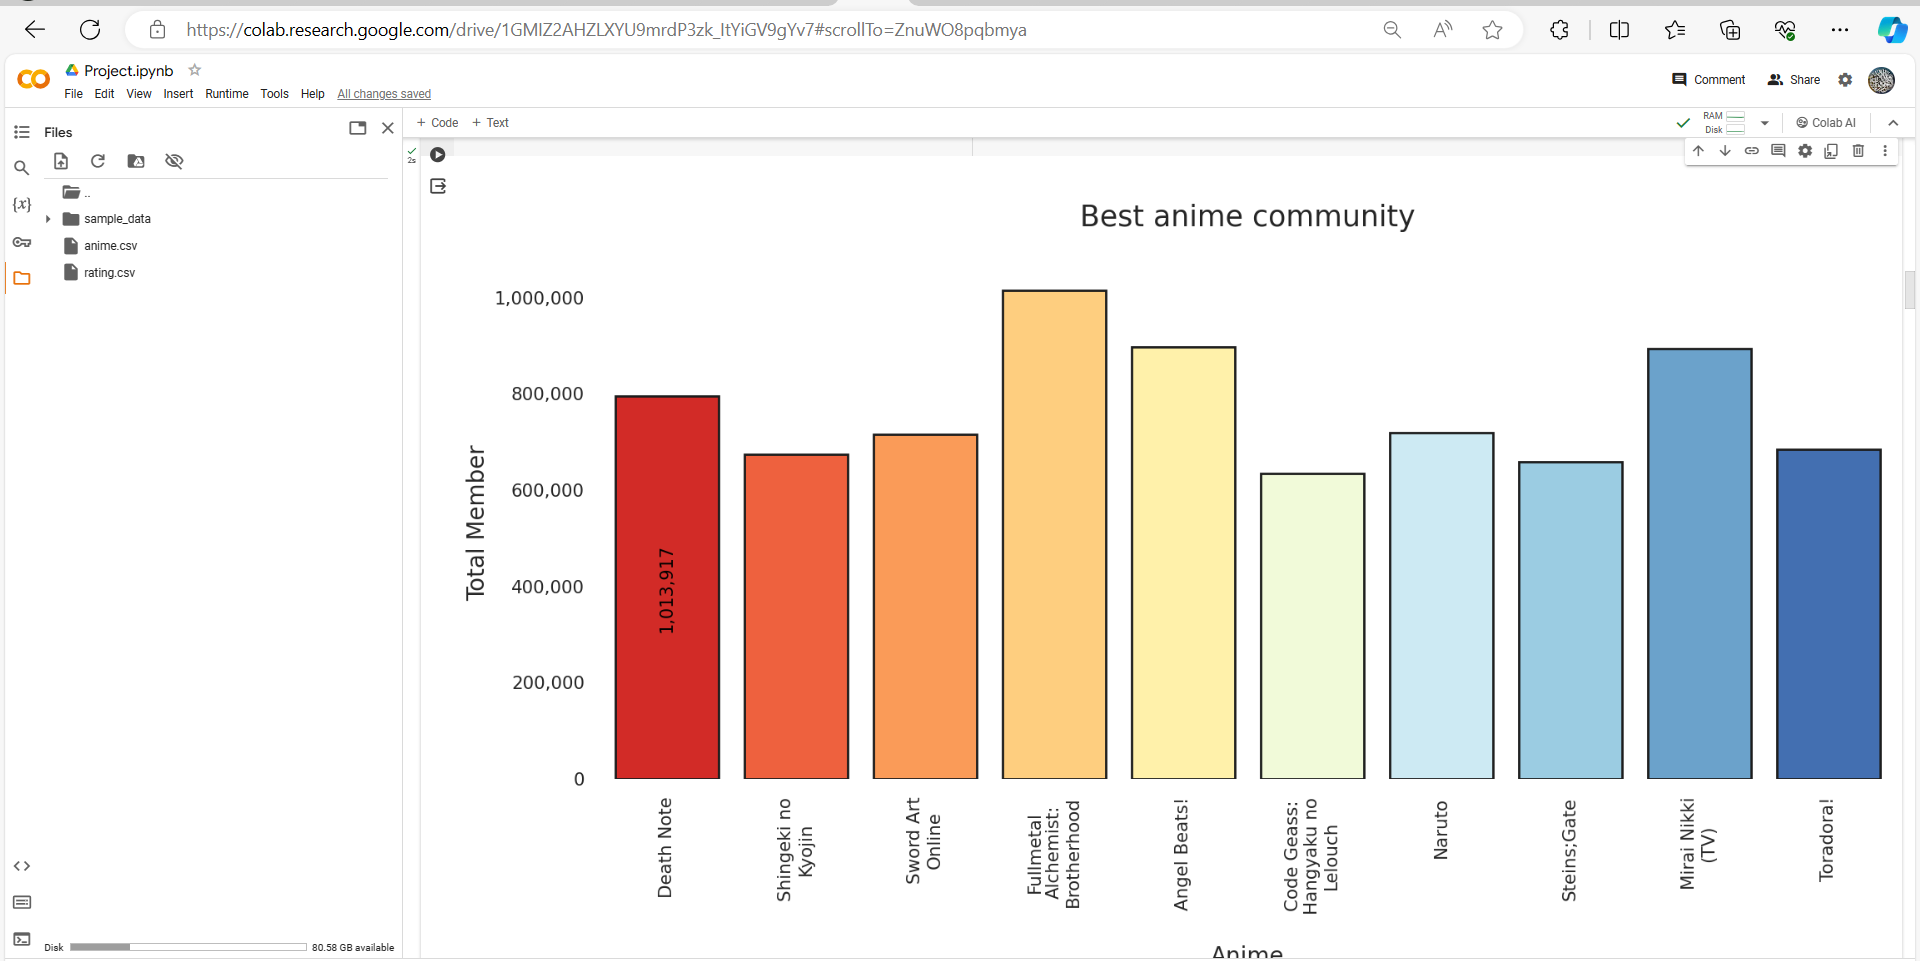 https://colab.research.google.com/drive/1GMIZ2AHZLXYU9mrdP3zk_ItYiGV9gYv7#scrollTo=ZnuWO8pqbmya
CO
Project.ipynb
File Edit View Insert Runtime Tools Help All changes saved
Comment
Share
Files
..
sample_data
anime.csv
rating.csv
Disk
80.58 GB available
+ Code + Text
RAM
Disk
Colab AI
2s
Best anime community
Total Member
1,000,000
800,000
600,000
400,000
200,000
0
1,013,917
Death Note
Shingeki no
Kyojin
Sword Art
Online
Fullmetal
Alchemist:
Brotherhood
Angel Beats!
Code Geass:
Hangyaku no
Lelouch
Naruto
Steins;Gate
Mirai Nikki
(TV)
Toradora!
Anime